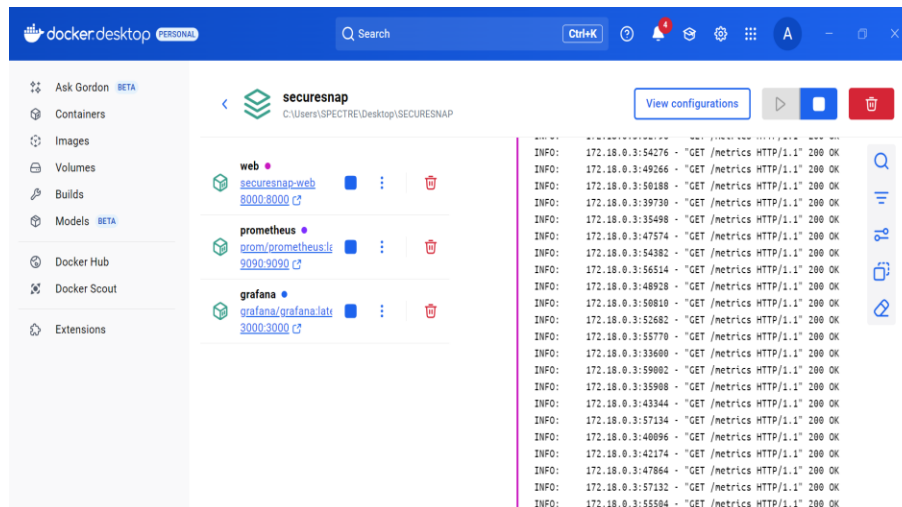 docker.desktop PERSONAL
Search
Ctrl+K
4
A
Ask Gordon BETA
Containers
Images
Volumes
Builds
Models BETA
Docker Hub
Docker Scout
Extensions
securesnap
C:\Users\SPECTRE\Desktop\SECURESNAP
View configurations
web
securesnap-web
8000:8000
prometheus
prom/prometheus:la
9090:9090
grafana
grafana/grafana:late
3000:3000
INFO: 172.18.0.3:54276 - "GET /metrics HTTP/1.1" 200 OK
INFO: 172.18.0.3:49266 - "GET /metrics HTTP/1.1" 200 OK
INFO: 172.18.0.3:50188 - "GET /metrics HTTP/1.1" 200 OK
INFO: 172.18.0.3:39730 - "GET /metrics HTTP/1.1" 200 OK
INFO: 172.18.0.3:35498 - "GET /metrics HTTP/1.1" 200 OK
INFO: 172.18.0.3:47574 - "GET /metrics HTTP/1.1" 200 OK
INFO: 172.18.0.3:54382 - "GET /metrics HTTP/1.1" 200 OK
INFO: 172.18.0.3:56514 - "GET /metrics HTTP/1.1" 200 OK
INFO: 172.18.0.3:48928 - "GET /metrics HTTP/1.1" 200 OK
INFO: 172.18.0.3:50810 - "GET /metrics HTTP/1.1" 200 OK
INFO: 172.18.0.3:52682 - "GET /metrics HTTP/1.1" 200 OK
INFO: 172.18.0.3:55770 - "GET /metrics HTTP/1.1" 200 OK
INFO: 172.18.0.3:33600 - "GET /metrics HTTP/1.1" 200 OK
INFO: 172.18.0.3:59002 - "GET /metrics HTTP/1.1" 200 OK
INFO: 172.18.0.3:35908 - "GET /metrics HTTP/1.1" 200 OK
INFO: 172.18.0.3:43344 - "GET /metrics HTTP/1.1" 200 OK
INFO: 172.18.0.3:57134 - "GET /metrics HTTP/1.1" 200 OK
INFO: 172.18.0.3:40096 - "GET /metrics HTTP/1.1" 200 OK
INFO: 172.18.0.3:42174 - "GET /metrics HTTP/1.1" 200 OK
INFO: 172.18.0.3:47864 - "GET /metrics HTTP/1.1" 200 OK
INFO: 172.18.0.3:57132 - "GET /metrics HTTP/1.1" 200 OK
INFO: 172.18.0.3:55504 - "GET /metrics HTTP/1.1" 200 OK